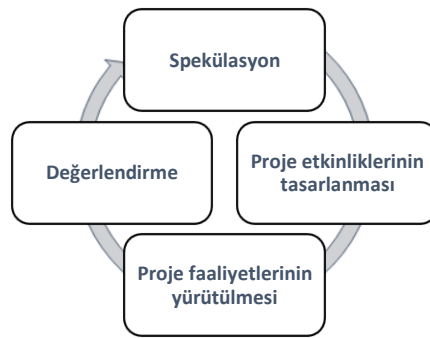 Spekülasyon
Proje etkinliklerinin
tasarlanması
Proje faaliyetlerinin
yürütülmesi
Değerlendirme